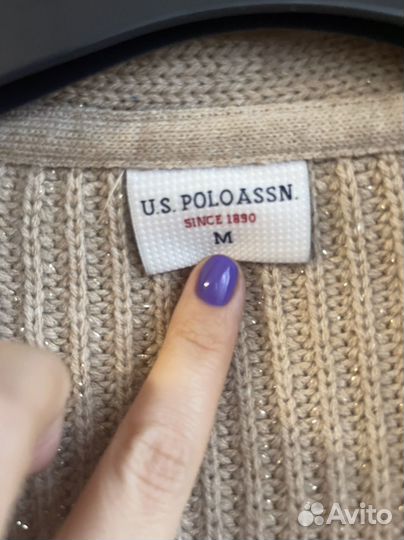 U.S. POLO ASSN.
SINCE 1890
M
Avito